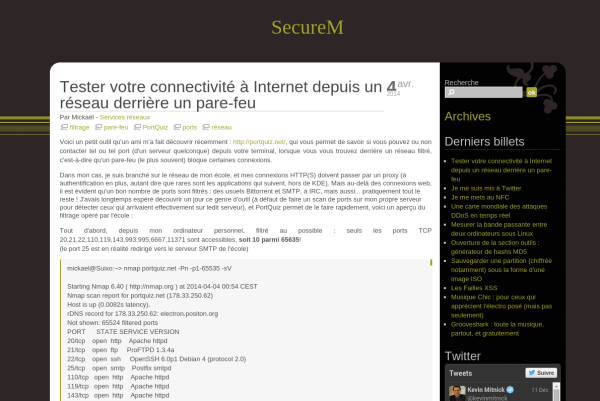 SecureM
Tester votre connectivité à Internet depuis un
réseau derrière un pare-feu
4 avr.
2014
Par Mickaël - Services réseaux
filtrage pare-feu PortQuiz ports réseau
Voici un petit outil qu'un ami m'a fait découvrir récemment : http://portquiz.net/, qui vous permet de savoir si vous pouvez ou non
contacter tel ou tel port (d'un serveur quelconque) depuis votre terminal, lorsque vous vous trouvez derrière un réseau filtré,
c'est-à-dire qu'un pare-feu (le plus souvent) bloque certaines connexions.
Dans mon cas, je suis branché sur le réseau de mon école, et mes connexions HTTP(S) doivent passer par un proxy (à
authentification en plus, autant dire que rares sont les applications qui suivent, hors de KDE). Mais au-delà des connexions web,
il est évident qu'un bon nombre de ports sont filtrés : des usuels Bittorrent et SMTP, à IRC, mais aussi... pratiquement tout le
reste ! J'avais longtemps espéré découvrir un jour ce genre d'outil (à défaut de faire un scan de ports sur mon propre serveur
pour détecter ceux qui arrivaient effectivement sur ledit serveur), et PortQuiz permet de le faire rapidement, voici un aperçu du
filtrage opéré par l'école :
Tout d'abord, depuis mon ordinateur personnel, filtré au possible : seuls les ports TCP
20,21,22,110,119,143,993,995,6667,11371 sont accessibles, soit 10 parmi 65635!
(le port 25 est en réalité redirigé vers le serveur SMTP de l'école)
mickael@Suixo:~> nmap portquiz.net -Pn -p1-65535 -sV
Starting Nmap 6.40 ( http://nmap.org ) at 2014-04-04 00:54 CEST
Nmap scan report for portquiz.net (178.33.250.62)
Host is up (0.0082s latency).
rDNS record for 178.33.250.62: electron.positon.org
Not shown: 65524 filtered ports
PORT STATE SERVICE VERSION
20/tcp open http Apache httpd
21/tcp open ftp ProFTPD 1.3.4a
22/tcp open ssh OpenSSH 6.0p1 Debian 4 (protocol 2.0)
25/tcp open smtp Postfix smtpd
110/tcp open http Apache httpd
119/tcp open http Apache httpd
143/tcp open http Apache httpd
Recherche
ok
Archives
Derniers billets
Tester votre connectivité à Internet
depuis un réseau derrière un pare-
feu
Je me suis mis à Twitter
Je me mets au NFC
Une carte mondiale des attaques
DDoS en temps réel
Mesurer la bande passante entre
deux ordinateurs sous Linux
Ouverture de la section outils :
générateur de hashs MD5
Sauvegarder une partition (chiffrée
notamment) sous la forme d'une
image ISO
Les Failles XSS
Musique Chic : pour ceux qui
apprécient l'électro posé (mais pas
seulement)
Grooveshark : toute la musique,
partout, et gratuitement
Twitter
Tweets
Suivre
Kevin Mitnick 11 Déc
@kevinmitnick